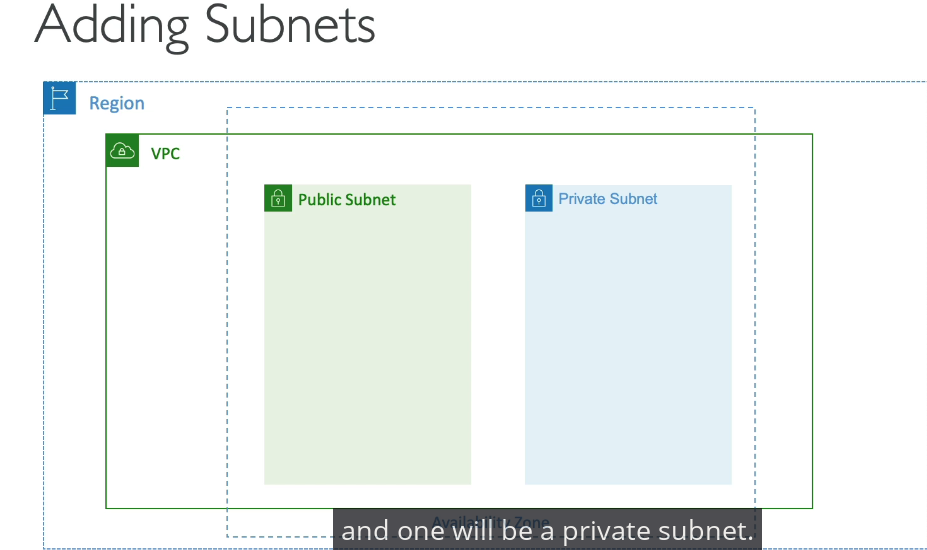 Adding Subnets
Region
VPC
Public Subnet
Private Subnet
Availability Zone
and one will be a private subnet.